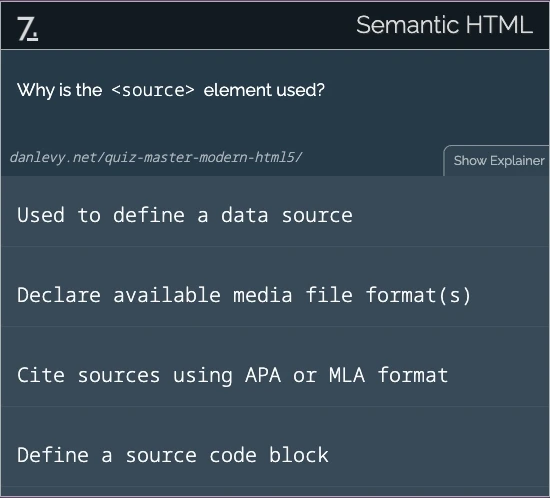 7.
Semantic HTML
Why is the <source> element used?
danlevy.net/quiz-master-modern-html5/
Show Explainer
Used to define a data source
Declare available media file format(s)
Cite sources using APA or MLA format
Define a source code block